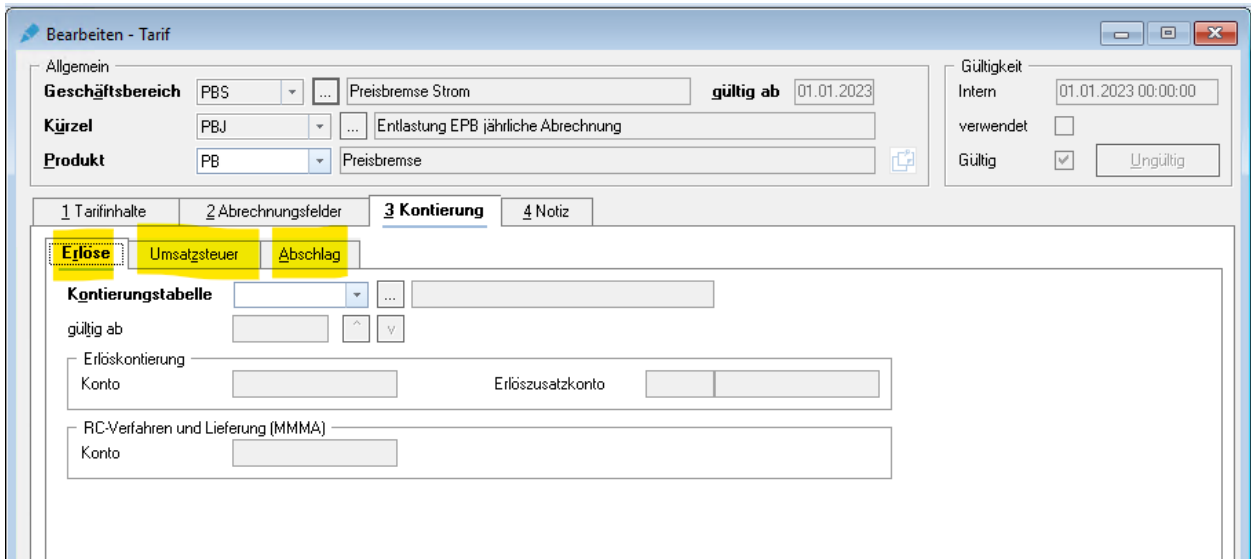 Bearbeiten - Tarif
Allgemein
Geschäftsbereich PBS ... Preisbremse Strom gültig ab 01.01.2023
Kürzel PBJ ... Entlastung EPB jährliche Abrechnung
Produkt PB Preisbremse
Gültigkeit
Intern 01.01.2023 00:00:00
verwendet
Gültig Ungültig
1 Tarifinhalte 2 Abrechnungsfelder 3 Kontierung 4 Notiz
Erlöse Umsatzsteuer Abschlag
Kontierungstabelle ...
gültig ab ^ v
Erlöskontierung
Konto Erlöszusatzkonto
RC-Verfahren und Lieferung (MMMA)
Konto